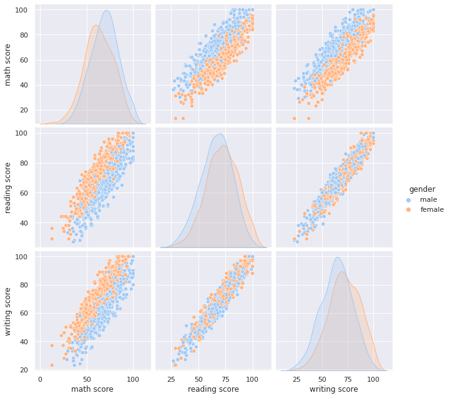 100
80
60
40
math score
100
80
60
40
reading score
gender
male
female
100
80
60
40
20
writing score
0 50 100
25 50 75 100
25 50 75 100
math score
reading score
writing score